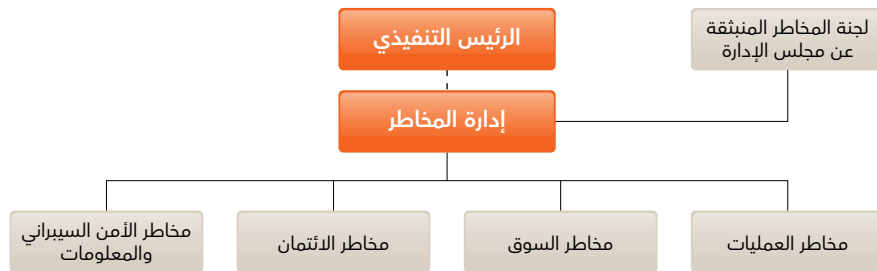 الرئيس التنفيذي
لجنة المخاطر المنبثقة
عن مجلس الإدارة
إدارة المخاطر
مخاطر العمليات
مخاطر السوق
مخاطر الائتمان
مخاطر الأمن السيبراني
والمعلومات